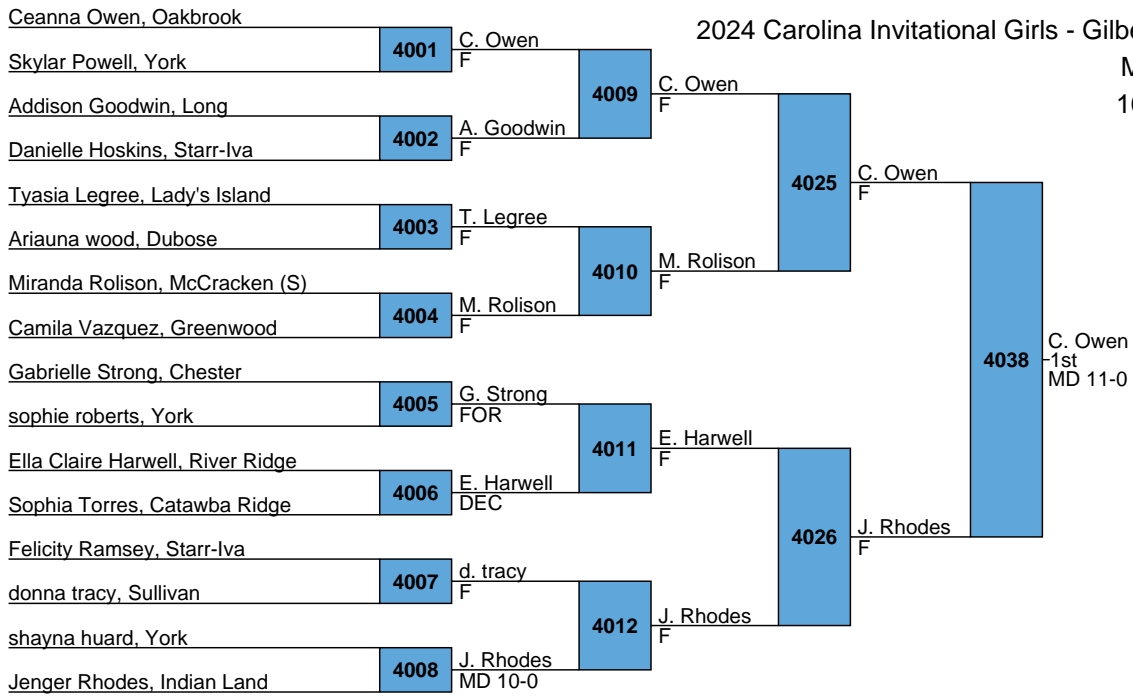 2024 Carolina Invitational Girls - Gilbe
M
10
Ceanna Owen, Oakbrook
Skylar Powell, York
Addison Goodwin, Long
Danielle Hoskins, Starr-Iva
Tyasia Legree, Lady's Island
Ariauna wood, Dubose
Miranda Rolison, McCracken (S)
Camila Vazquez, Greenwood
Gabrielle Strong, Chester
sophie roberts, York
Ella Claire Harwell, River Ridge
Sophia Torres, Catawba Ridge
Felicity Ramsey, Starr-Iva
donna tracy, Sullivan
shayna huard, York
Jenger Rhodes, Indian Land
4001
C. Owen
F
4002
A. Goodwin
F
4003
T. Legree
F
4004
M. Rolison
F
4005
G. Strong
FOR
4006
E. Harwell
DEC
4007
d. tracy
F
4008
J. Rhodes
MD 10-0
4009
C. Owen
F
4010
M. Rolison
F
4011
E. Harwell
F
4012
J. Rhodes
F
4025
C. Owen
F
4026
J. Rhodes
F
4038
C. Owen
1st
MD 11-0